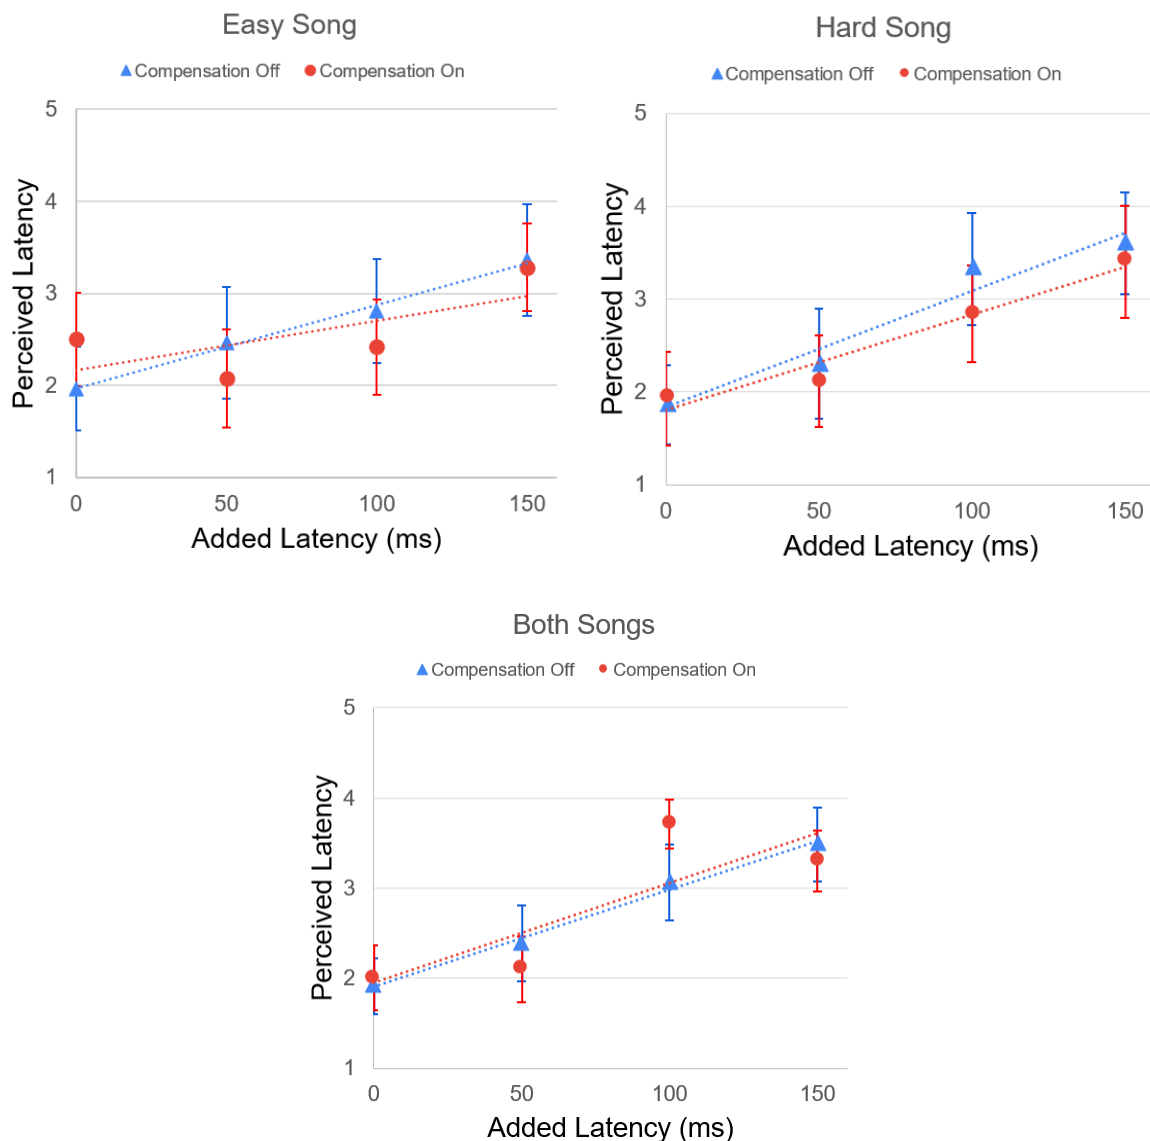 Easy Song
Compensation Off Compensation On
5
4
3
2
1
Perceived Latency
0 50 100 150
Added Latency (ms)
Hard Song
Compensation Off Compensation On
5
4
3
2
1
Perceived Latency
0 50 100 150
Added Latency (ms)
Both Songs
Compensation Off Compensation On
5
4
3
2
1
Perceived Latency
0 50 100 150
Added Latency (ms)